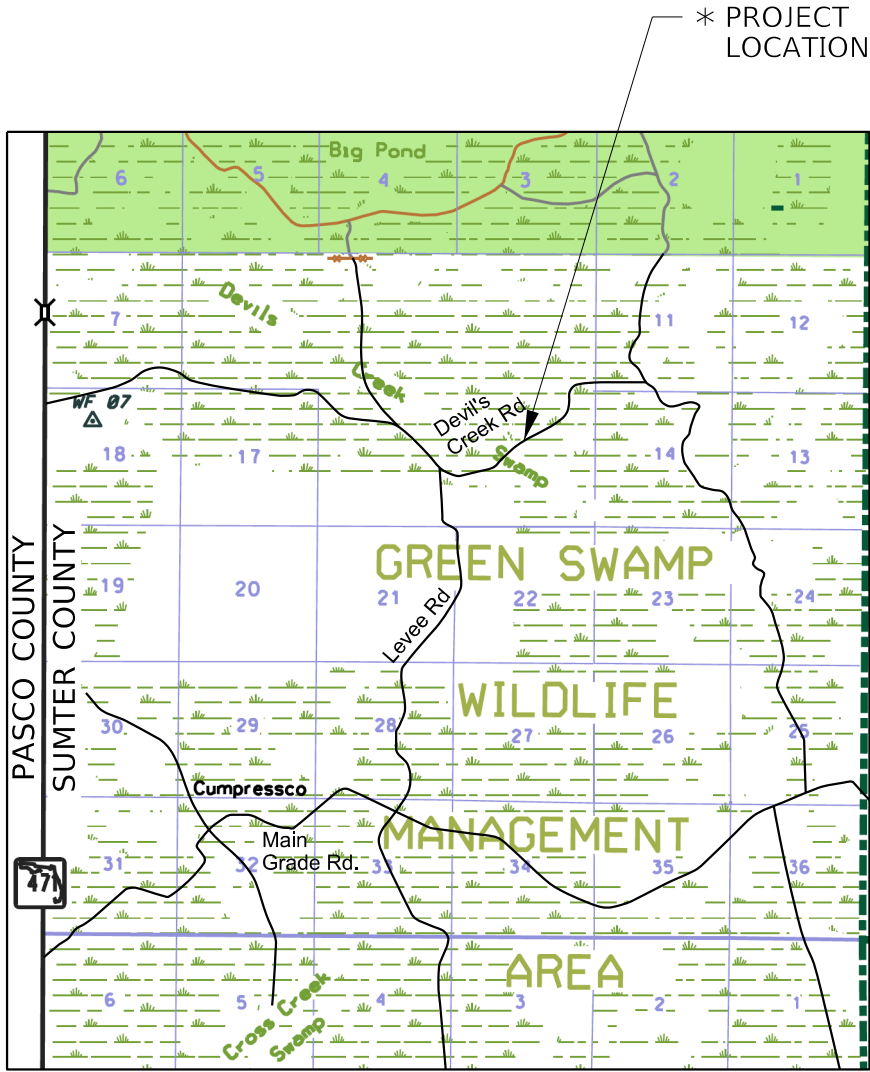 * PROJECT
LOCATION
Big Pond
6
5
4
3
2
1
Devils
7
11
12
Creek
WF 07
Devil's
Creek Rd
Swamp
18
17
14
13
PASCO COUNTY
SUMTER COUNTY
GREEN SWAMP
19
20
21
22
23
24
Levee Rd
WILDLIFE
30
29
28
27
26
25
Cumpressco
MANAGEMENT
Main
Grade Rd.
31
32
33
34
35
36
471
AREA
6
5
4
3
2
1
Cross Creek
Swamp